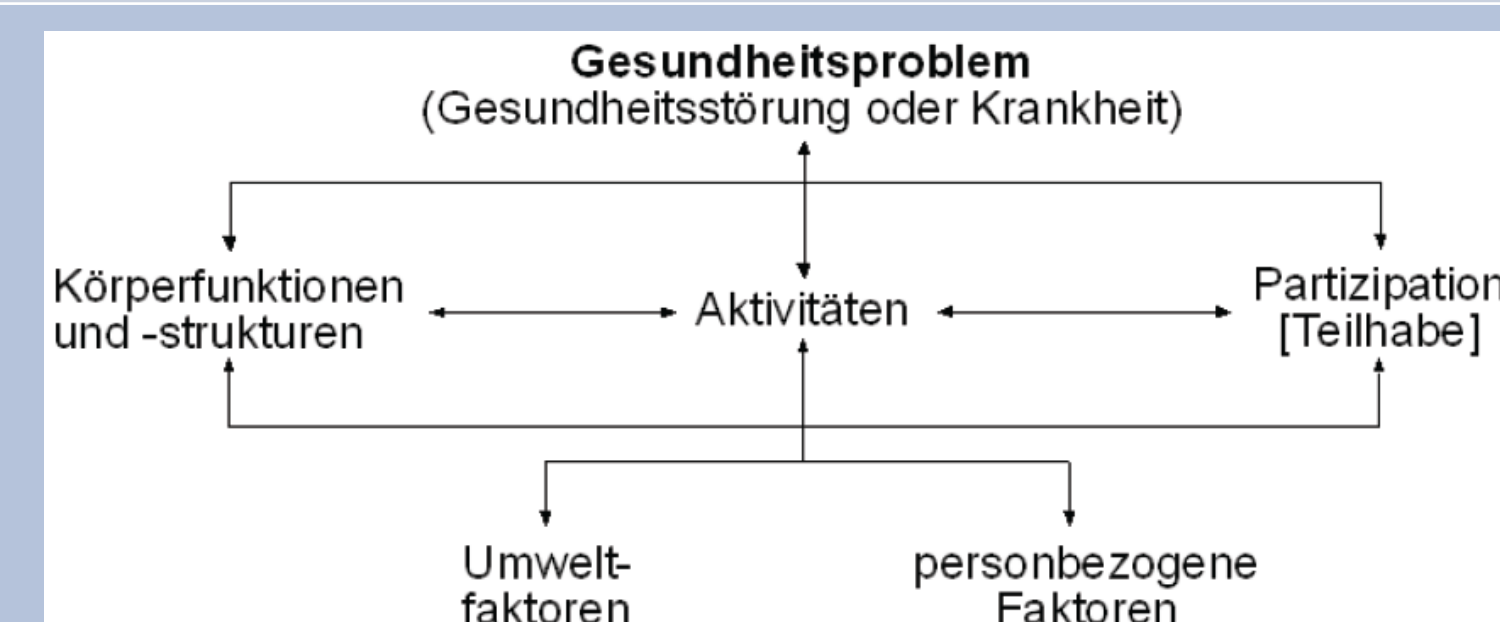 Gesundheitsproblem
(Gesundheitsstörung oder Krankheit)
Körperfunktionen
und -strukturen
Aktivitäten
Partizipation
[Teilhabe]
Umwelt-
faktoren
personbezogene
Faktoren